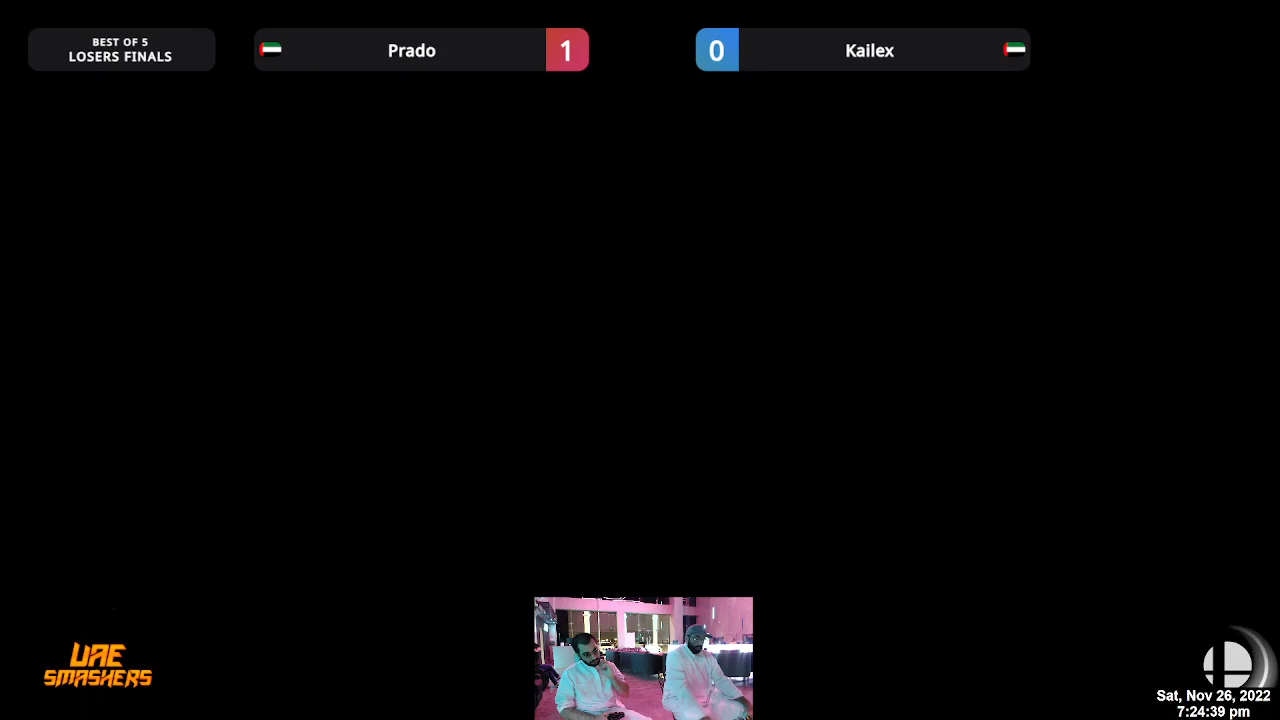 BEST OF 5
LOSERS FINALS
Prado
1
0
Kailex
UAE
SMASHERS
Sat, Nov 26, 2022
7:24:39 pm